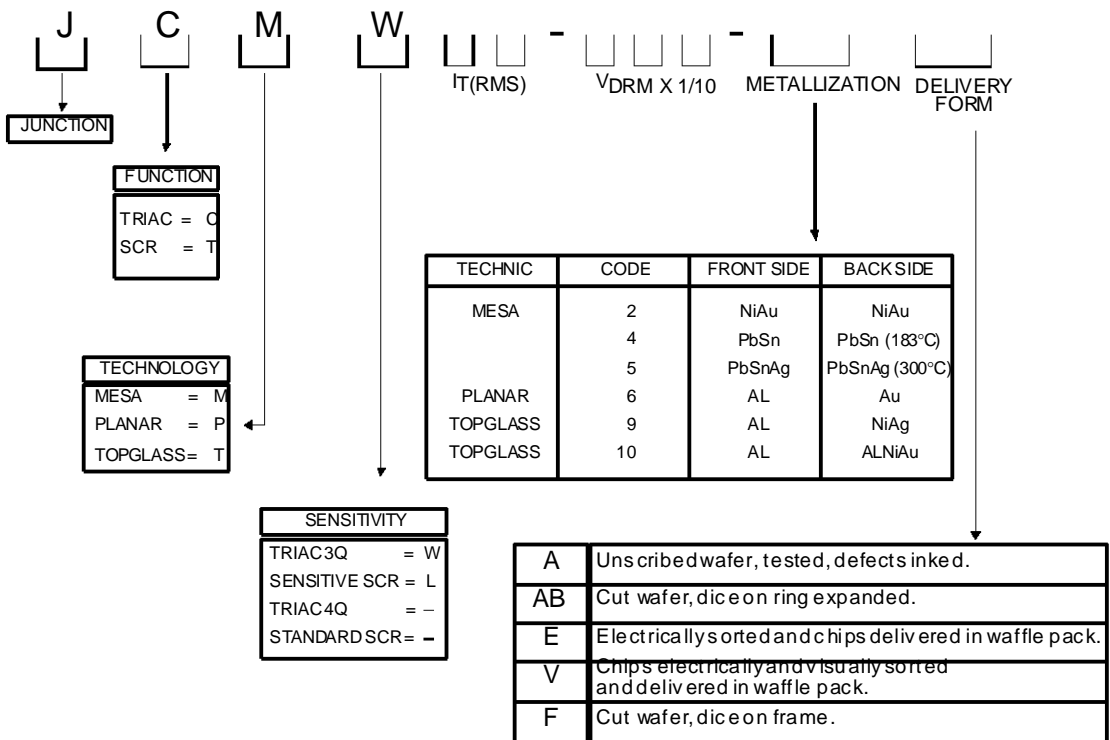 J C M W - -
IT(RMS) VDRM X 1/10 METALLIZATION DELIVERY
FORM
JUNCTION
FUNCTION
TRIAC = C
SCR = T
TECHNIC CODE FRONT SIDE BACKSIDE
MESA 2 NiAu NiAu
4 PbSn PbSn (183°C)
5 PbSnAg PbSnAg (300°C)
PLANAR 6 AL Au
TOPGLASS 9 AL NiAg
TOPGLASS 10 AL ALNiAu
TECHNOLOGY
MESA = M
PLANAR = P
TOPGLASS= T
SENSITIVITY
TRIAC3Q = W
SENSITIVE SCR = L
TRIAC4Q = –
STANDARD SCR= –
A Unscribed wafer, tested, defects inked.
AB Cut wafer, dice on ring expanded.
E Electrically sorted and chips delivered in waffle pack.
V Chips electrically and visually sorted
and delivered in waffle pack.
F Cut wafer, dice on frame.